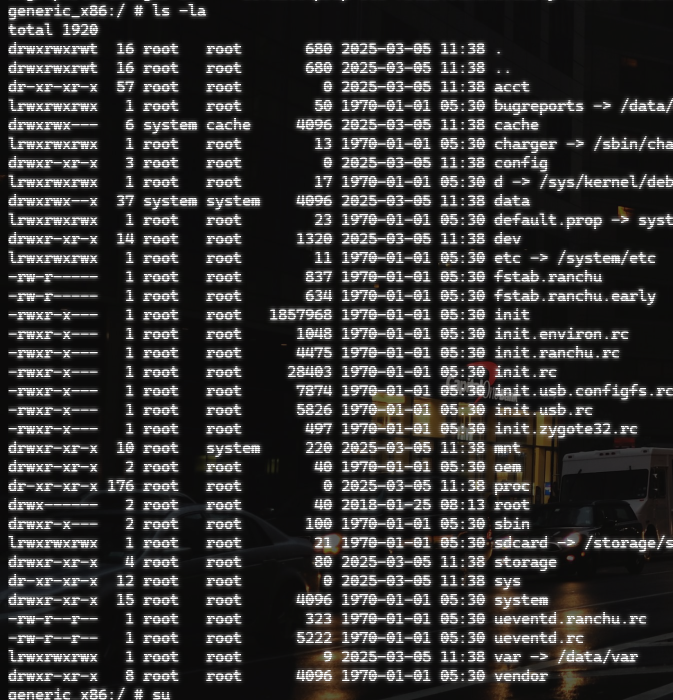 generic_x86:/ # ls -la
total 1920
drwxrwxrwt  16 root   root         680 2025-03-05 11:38 .
drwxrwxrwt  16 root   root         680 2025-03-05 11:38 ..
dr-xr-xr-x  57 root   root           0 2025-03-05 11:38 acct
lrwxrwxrwx   1 root   root          50 1970-01-01 05:30 bugreports -> /data/
drwxrwx---   6 system cache       4096 2025-03-05 11:38 cache
lrwxrwxrwx   1 root   root          13 1970-01-01 05:30 charger -> /sbin/cha
drwxr-xr-x   3 root   root           0 2025-03-05 11:38 config
lrwxrwxrwx   1 root   root          17 1970-01-01 05:30 d -> /sys/kernel/deb
drwxrwx--x  37 system system      4096 2025-03-05 11:38 data
lrwxrwxrwx   1 root   root          23 1970-01-01 05:30 default.prop -> syst
drwxr-xr-x  14 root   root        1320 2025-03-05 11:38 dev
lrwxrwxrwx   1 root   root          11 1970-01-01 05:30 etc -> /system/etc
-rw-r-----   1 root   root         837 1970-01-01 05:30 fstab.ranchu
-rw-r-----   1 root   root         634 1970-01-01 05:30 fstab.ranchu.early
-rwxr-x---   1 root   root     1857968 1970-01-01 05:30 init
-rwxr-x---   1 root   root        1048 1970-01-01 05:30 init.environ.rc
-rwxr-x---   1 root   root        4475 1970-01-01 05:30 init.ranchu.rc
-rwxr-x---   1 root   root       28403 1970-01-01 05:30 init.rc
-rwxr-x---   1 root   root        7874 1970-01-01 05:30 init.usb.configfs.rc
-rwxr-x---   1 root   root        5826 1970-01-01 05:30 init.usb.rc
-rwxr-x---   1 root   root         497 1970-01-01 05:30 init.zygote32.rc
drwxr-xr-x  10 root   system       220 2025-03-05 11:38 mnt
drwxr-xr-x   2 root   root          40 1970-01-01 05:30 oem
dr-xr-xr-x 176 root   root           0 2025-03-05 11:38 proc
drwx------   2 root   root          40 2018-01-25 08:13 root
drwxr-x---   2 root   root         100 1970-01-01 05:30 sbin
lrwxrwxrwx   1 root   root          21 1970-01-01 05:30 sdcard -> /storage/s
drwxr-xr-x   4 root   root          80 2025-03-05 11:38 storage
dr-xr-xr-x  12 root   root           0 2025-03-05 11:38 sys
drwxr-xr-x  15 root   root        4096 1970-01-01 05:30 system
-rw-r--r--   1 root   root         323 1970-01-01 05:30 ueventd.ranchu.rc
-rw-r--r--   1 root   root        5222 1970-01-01 05:30 ueventd.rc
lrwxrwxrwx   1 root   root           9 1970-01-01 05:30 var -> /data/var
drwxr-xr-x   8 root   root        4096 1970-01-01 05:30 vendor
generic_x86:/ # su